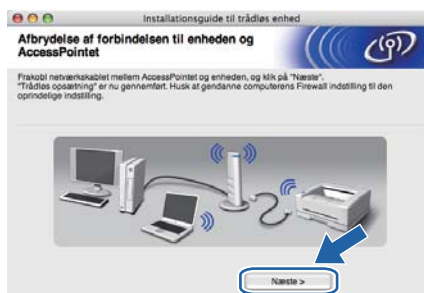 Installationsguide til trådløs enhed
Afbrydelse af forbindelsen til enheden og
AccessPointet
Frakobl netværkskablet mellem AccessPointet og enheden, og klik på "Næste".
"Trådløs opsætning" er nu gennemført. Husk at gendanne computerens Firewall indstilling til den
oprindelige indstilling.
Næste >